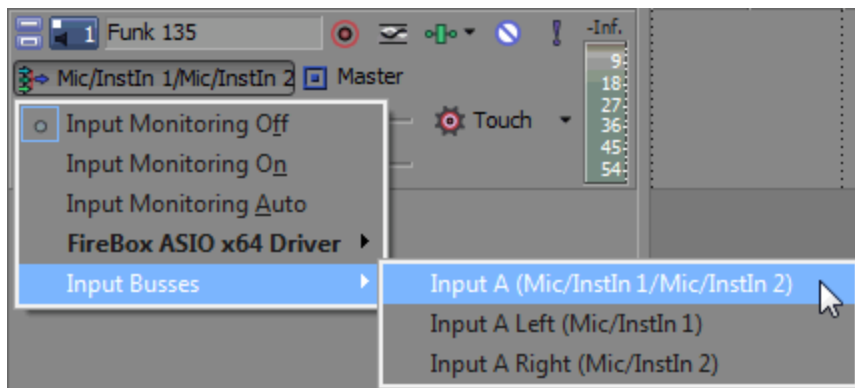 1 Funk 135 -Inf.
9
Mic/InstIn 1/Mic/InstIn 2 Master
18
27
Input Monitoring Off Touch
36
45
Input Monitoring On
54
Input Monitoring Auto
FireBox ASIO x64 Driver
Input Busses
Input A (Mic/InstIn 1/Mic/InstIn 2)
Input A Left (Mic/InstIn 1)
Input A Right (Mic/InstIn 2)